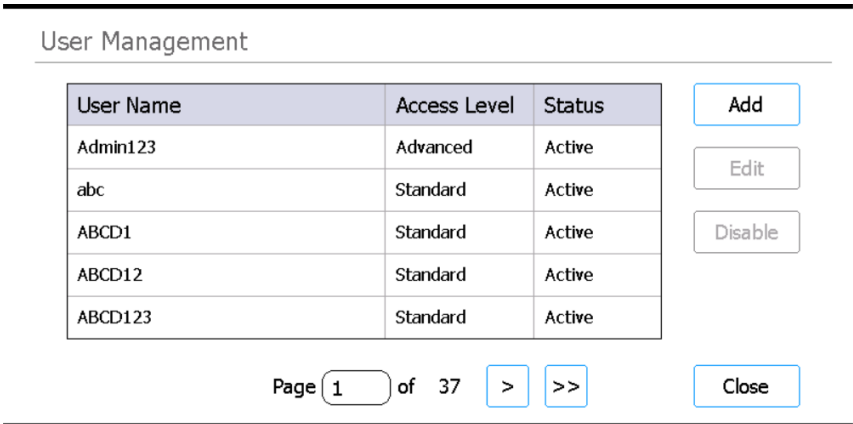 User Management
User Name Access Level Status Add
Admin123 Advanced Active
Edit
abc Standard Active
ABCD1 Standard Active Disable
ABCD12 Standard Active
ABCD123 Standard Active
Page 1 of 37 > >> Close